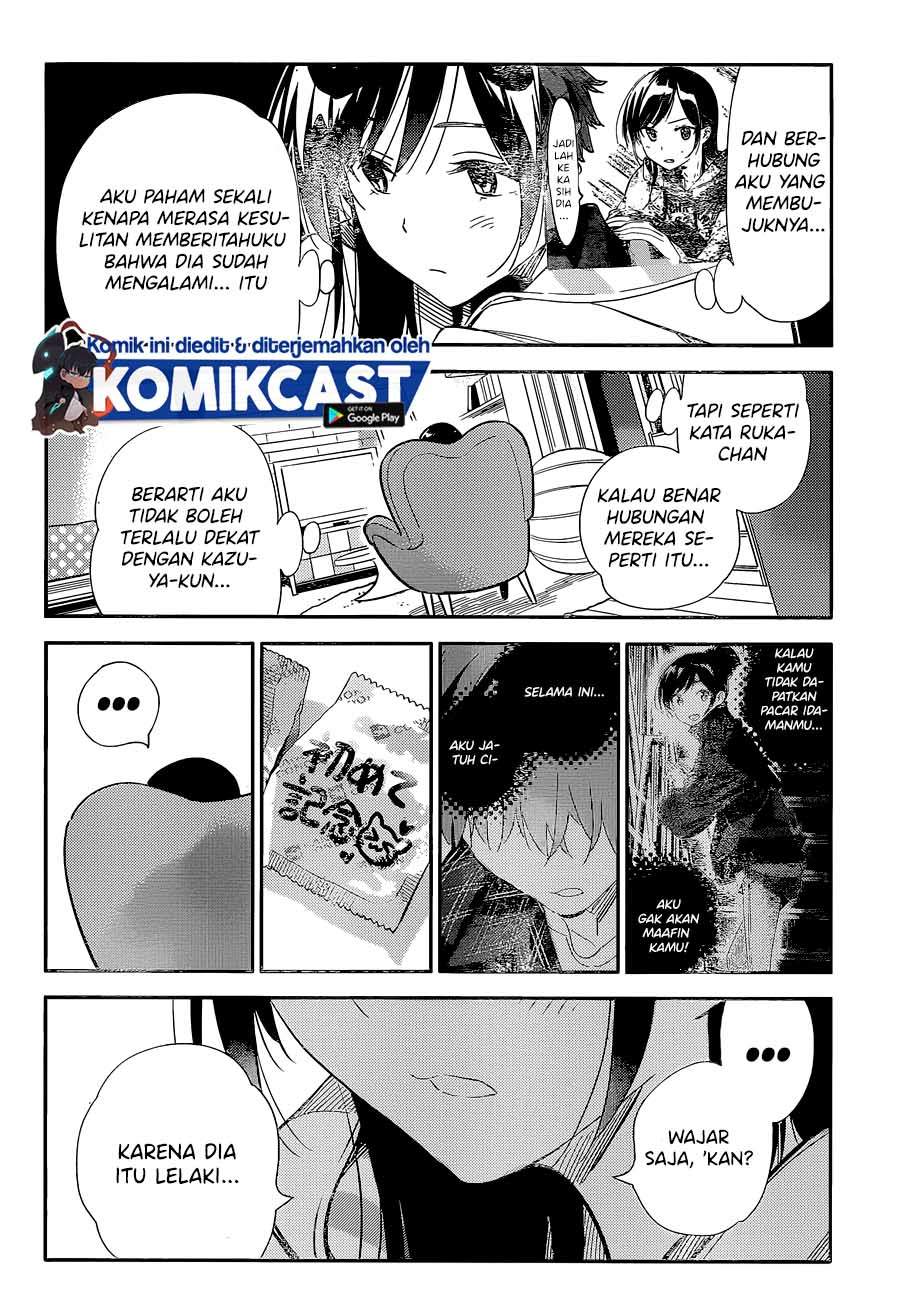 DAN BER-
HUBUNG
AKU YANG
MEMBU-
JUKNYA...
JADI
LAH
KE
KA
SIH
DIA
...
AKU PAHAM SEKALI
KENAPA MERASA KESU-
LITAN MEMBERITAHUKU
BAHWA DIA SUDAH
MENGALAMI... ITU
Komik ini diedit & diterjemahkan oleh
KOMIKCAST
GET IT ON
Google Play
TAPI SEPERTI
KATA RUKA-
CHAN
KALAU BENAR
HUBUNGAN
MEREKA SE-
PERTI ITU...
BERARTI AKU
TIDAK BOLEH
TERLALU DEKAT
DENGAN KAZU-
YA-KUN...
KALAU
KAMU
TIDAK DA-
PATKAN
PACAR IDA-
MANMU...
AKU
GAK AKAN
MAAFIN
KAMU!
SELAMA INI...
AKU JA-
TUH CI-
初めて
記念
...
...
WAJAR
SAJA, 'KAN?
KARENA DIA
ITU LELAKI...